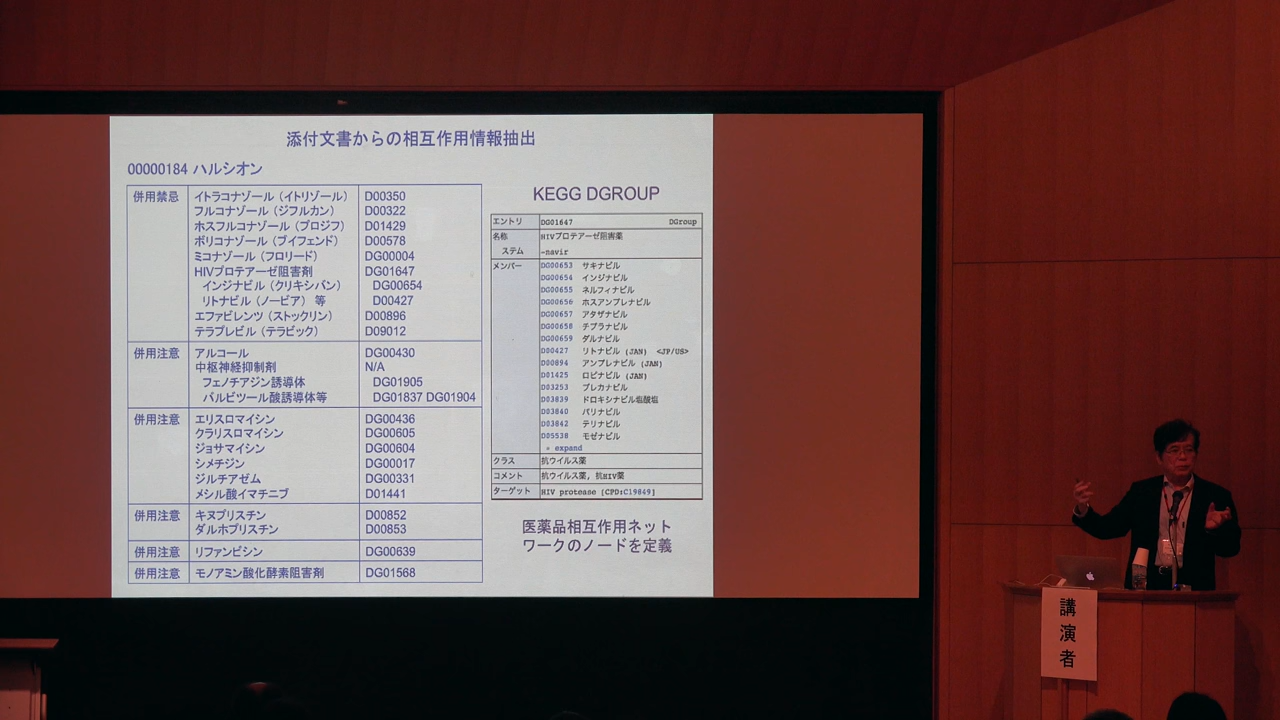 添付文書からの相互作用情報抽出
00000184 ハルシオン
併用禁忌 イトラコナゾール（イトリゾール） D00350
フルコナゾール（ジフルカン） D00322
ホスフルコナゾール（プロジフ） D01429
ボリコナゾール（ブイフェンド） D00578
ミコナゾール（フロリード） DG00004
HIVプロテアーゼ阻害剤 DG01647
インジナビル（クリキシバン） DG00654
リトナビル（ノービア） 等 D00427
エファビレンツ（ストックリン） D00896
テラプレビル（テラビック） D09012
併用注意 アルコール DG00430
中枢神経抑制剤 N/A
フェノチアジン誘導体 DG01905
バルビツール酸誘導体等 DG01837 DG01904
併用注意 エリスロマイシン DG00436
クラリスロマイシン DG00605
ジョサマイシン DG00604
シメチジン DG00017
ジルチアゼム DG00331
メシル酸イマチニブ D01441
併用注意 キヌプリスチン D00852
ダルホプリスチン D00853
併用注意 リファンピシン DG00639
併用注意 モノアミン酸化酵素阻害剤 DG01568
KEGG DGROUP
エントリ DG01647 DGroup
名称 HIVプロテアーゼ阻害薬
ステム -navir
メンバー DG00653 サキナビル
DG00654 インジナビル
DG00655 ネルフィナビル
DG00656 ホスアンプレナビル
DG00657 アタザナビル
DG00658 チプラナビル
DG00659 ダルナビル
D00427 リトナビル (JAN) <JP/US>
D00894 アンプレナビル (JAN)
D01425 ロピナビル (JAN)
D03253 ブレカナビル
D03839 ドロキシナビル塩酸塩
D03840 パリナビル
D03842 テリナビル
D05538 モゼナビル
+ expand
クラス 抗ウイルス薬
コメント 抗ウイルス薬, 抗HIV薬
ターゲット HIV protease [CPD:C19849]
医薬品相互作用ネット
ワークのノードを定義
講演者